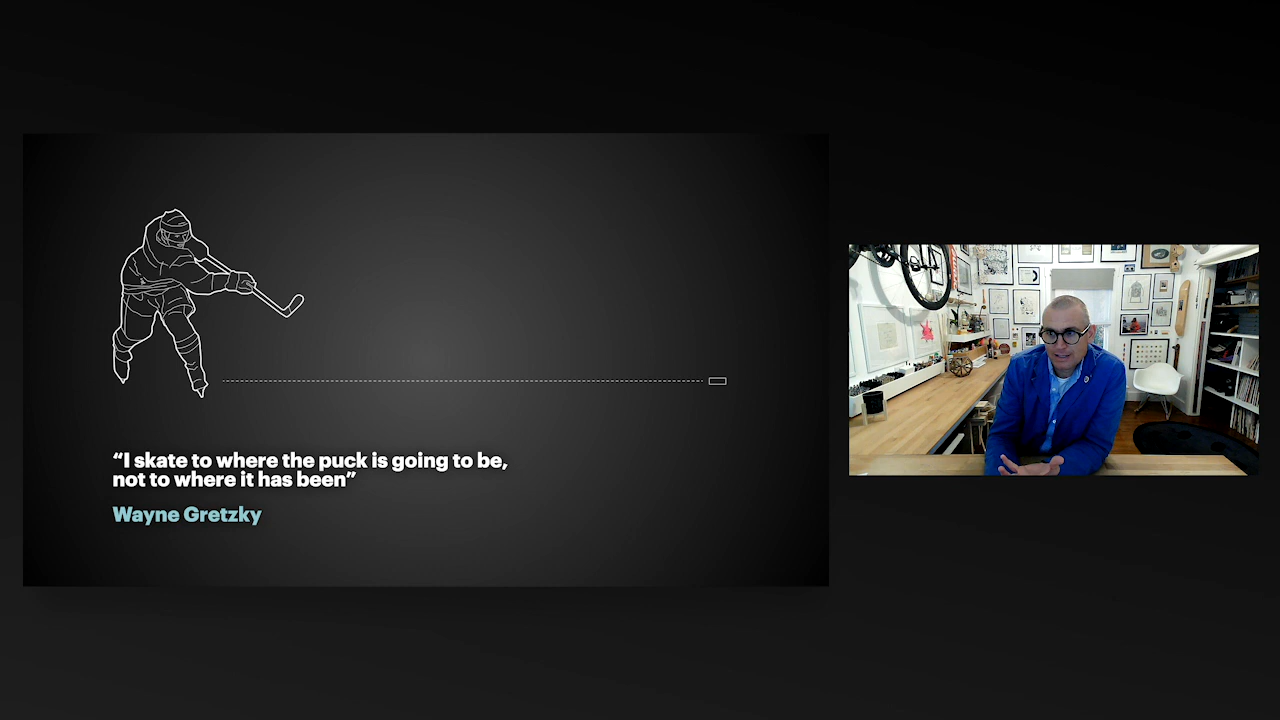 “I skate to where the puck is going to be,
not to where it has been”
Wayne Gretzky